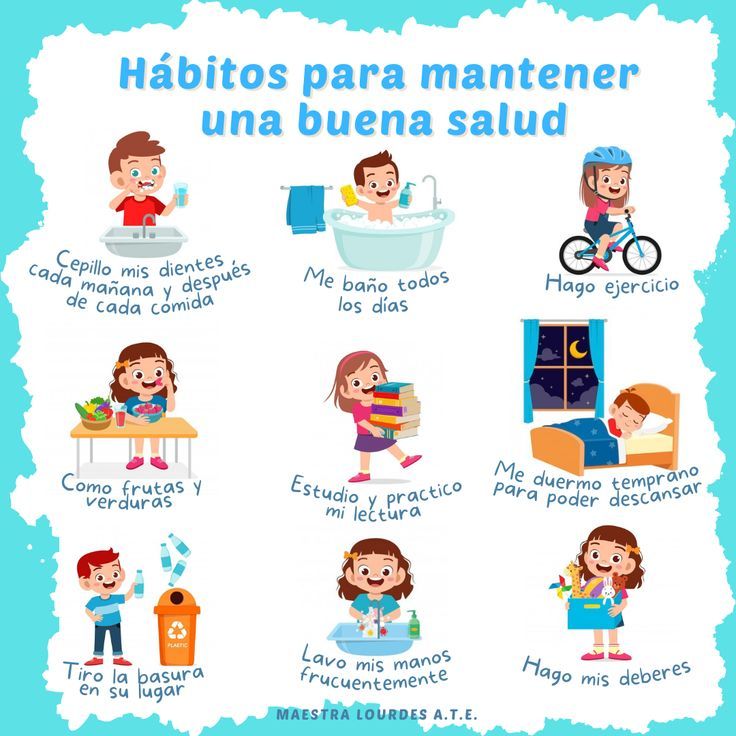 Hábitos para mantener
una buena salud
Cepillo mis dientes
cada mañana y después
de cada comida
Me baño todos
los días
Hago ejercicio
Como frutas y
verduras
Estudio y practico
mi lectura
Me duermo temprano
para poder descansar
PLASTIC
Tiro la basura
en su lugar
Lavo mis manos
frucuentemente
Hago mis deberes
MAESTRA LOURDES A.T.E.